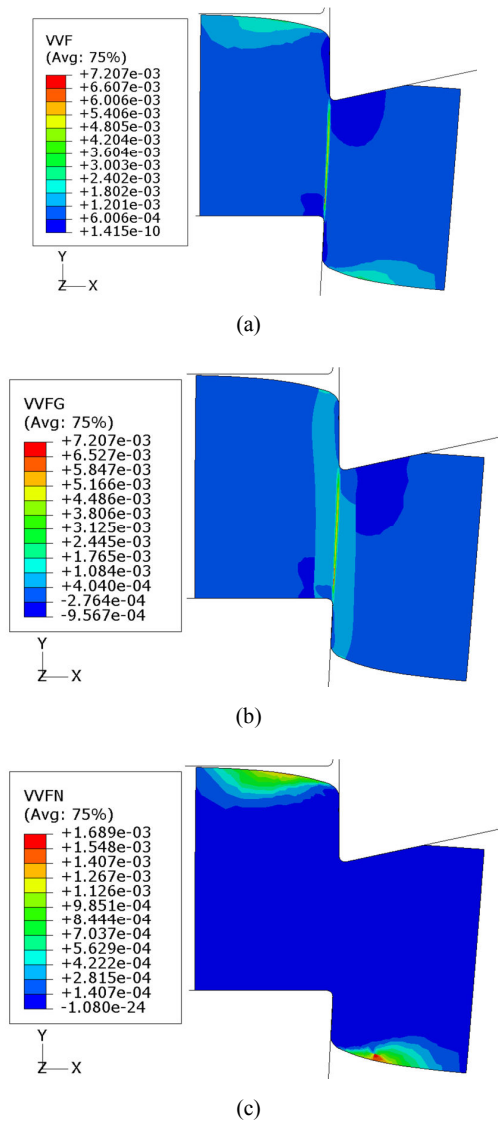 VVF
(Avg: 75%)
+7.207e-03
+6.607e-03
+6.006e-03
+5.406e-03
+4.805e-03
+4.204e-03
+3.604e-03
+3.003e-03
+2.402e-03
+1.802e-03
+1.201e-03
+6.006e-04
+1.415e-10
Y
Z X
(a)
VVFG
(Avg: 75%)
+7.207e-03
+6.527e-03
+5.847e-03
+5.166e-03
+4.486e-03
+3.806e-03
+3.125e-03
+2.445e-03
+1.765e-03
+1.084e-03
+4.040e-04
-2.764e-04
-9.567e-04
Y
Z X
(b)
VVFN
(Avg: 75%)
+1.689e-03
+1.548e-03
+1.407e-03
+1.267e-03
+1.126e-03
+9.851e-04
+8.444e-04
+7.037e-04
+5.629e-04
+4.222e-04
+2.815e-04
+1.407e-04
-1.080e-24
Y
Z X
(c)